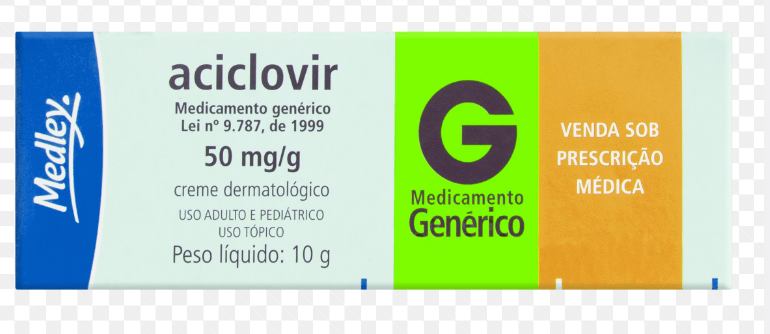 Medley.
aciclovir
Medicamento genérico
Lei nº 9.787, de 1999
50 mg/g
creme dermatológico
USO ADULTO E PEDIÁTRICO
USO TÓPICO
Peso líquido: 10 g
G
Medicamento
Genérico
VENDA SOB
PRESCRIÇÃO
MÉDICA